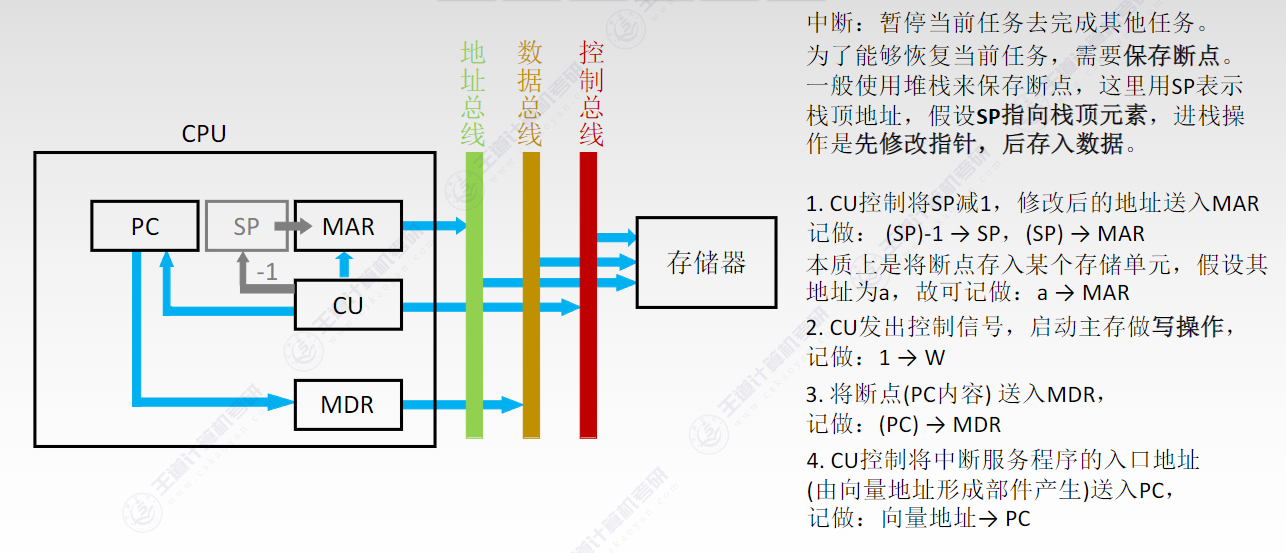 中断：暂停当前任务去完成其他任务。
为了能够恢复当前任务，需要保存断点。
一般使用堆栈来保存断点，这里用SP表示
栈顶地址，假设SP指向栈顶元素，进栈操
作是先修改指针，后存入数据。
1. CU控制将SP减1，修改后的地址送入MAR
记做： (SP)-1 → SP，(SP) → MAR
本质上是将断点存入某个存储单元，假设其
地址为a，故可记做：a → MAR
2. CU发出控制信号，启动主存做写操作，
记做：1 → W
3. 将断点(PC内容) 送入MDR，
记做：(PC) → MDR
4. CU控制将中断服务程序的入口地址
(由向量地址形成部件产生)送入PC，
记做：向量地址→ PC
地址总线
数据总线
控制总线
CPU
PC
SP
MAR
-1
CU
MDR
存储器
王道计算机考研
www.cskaoyan.com